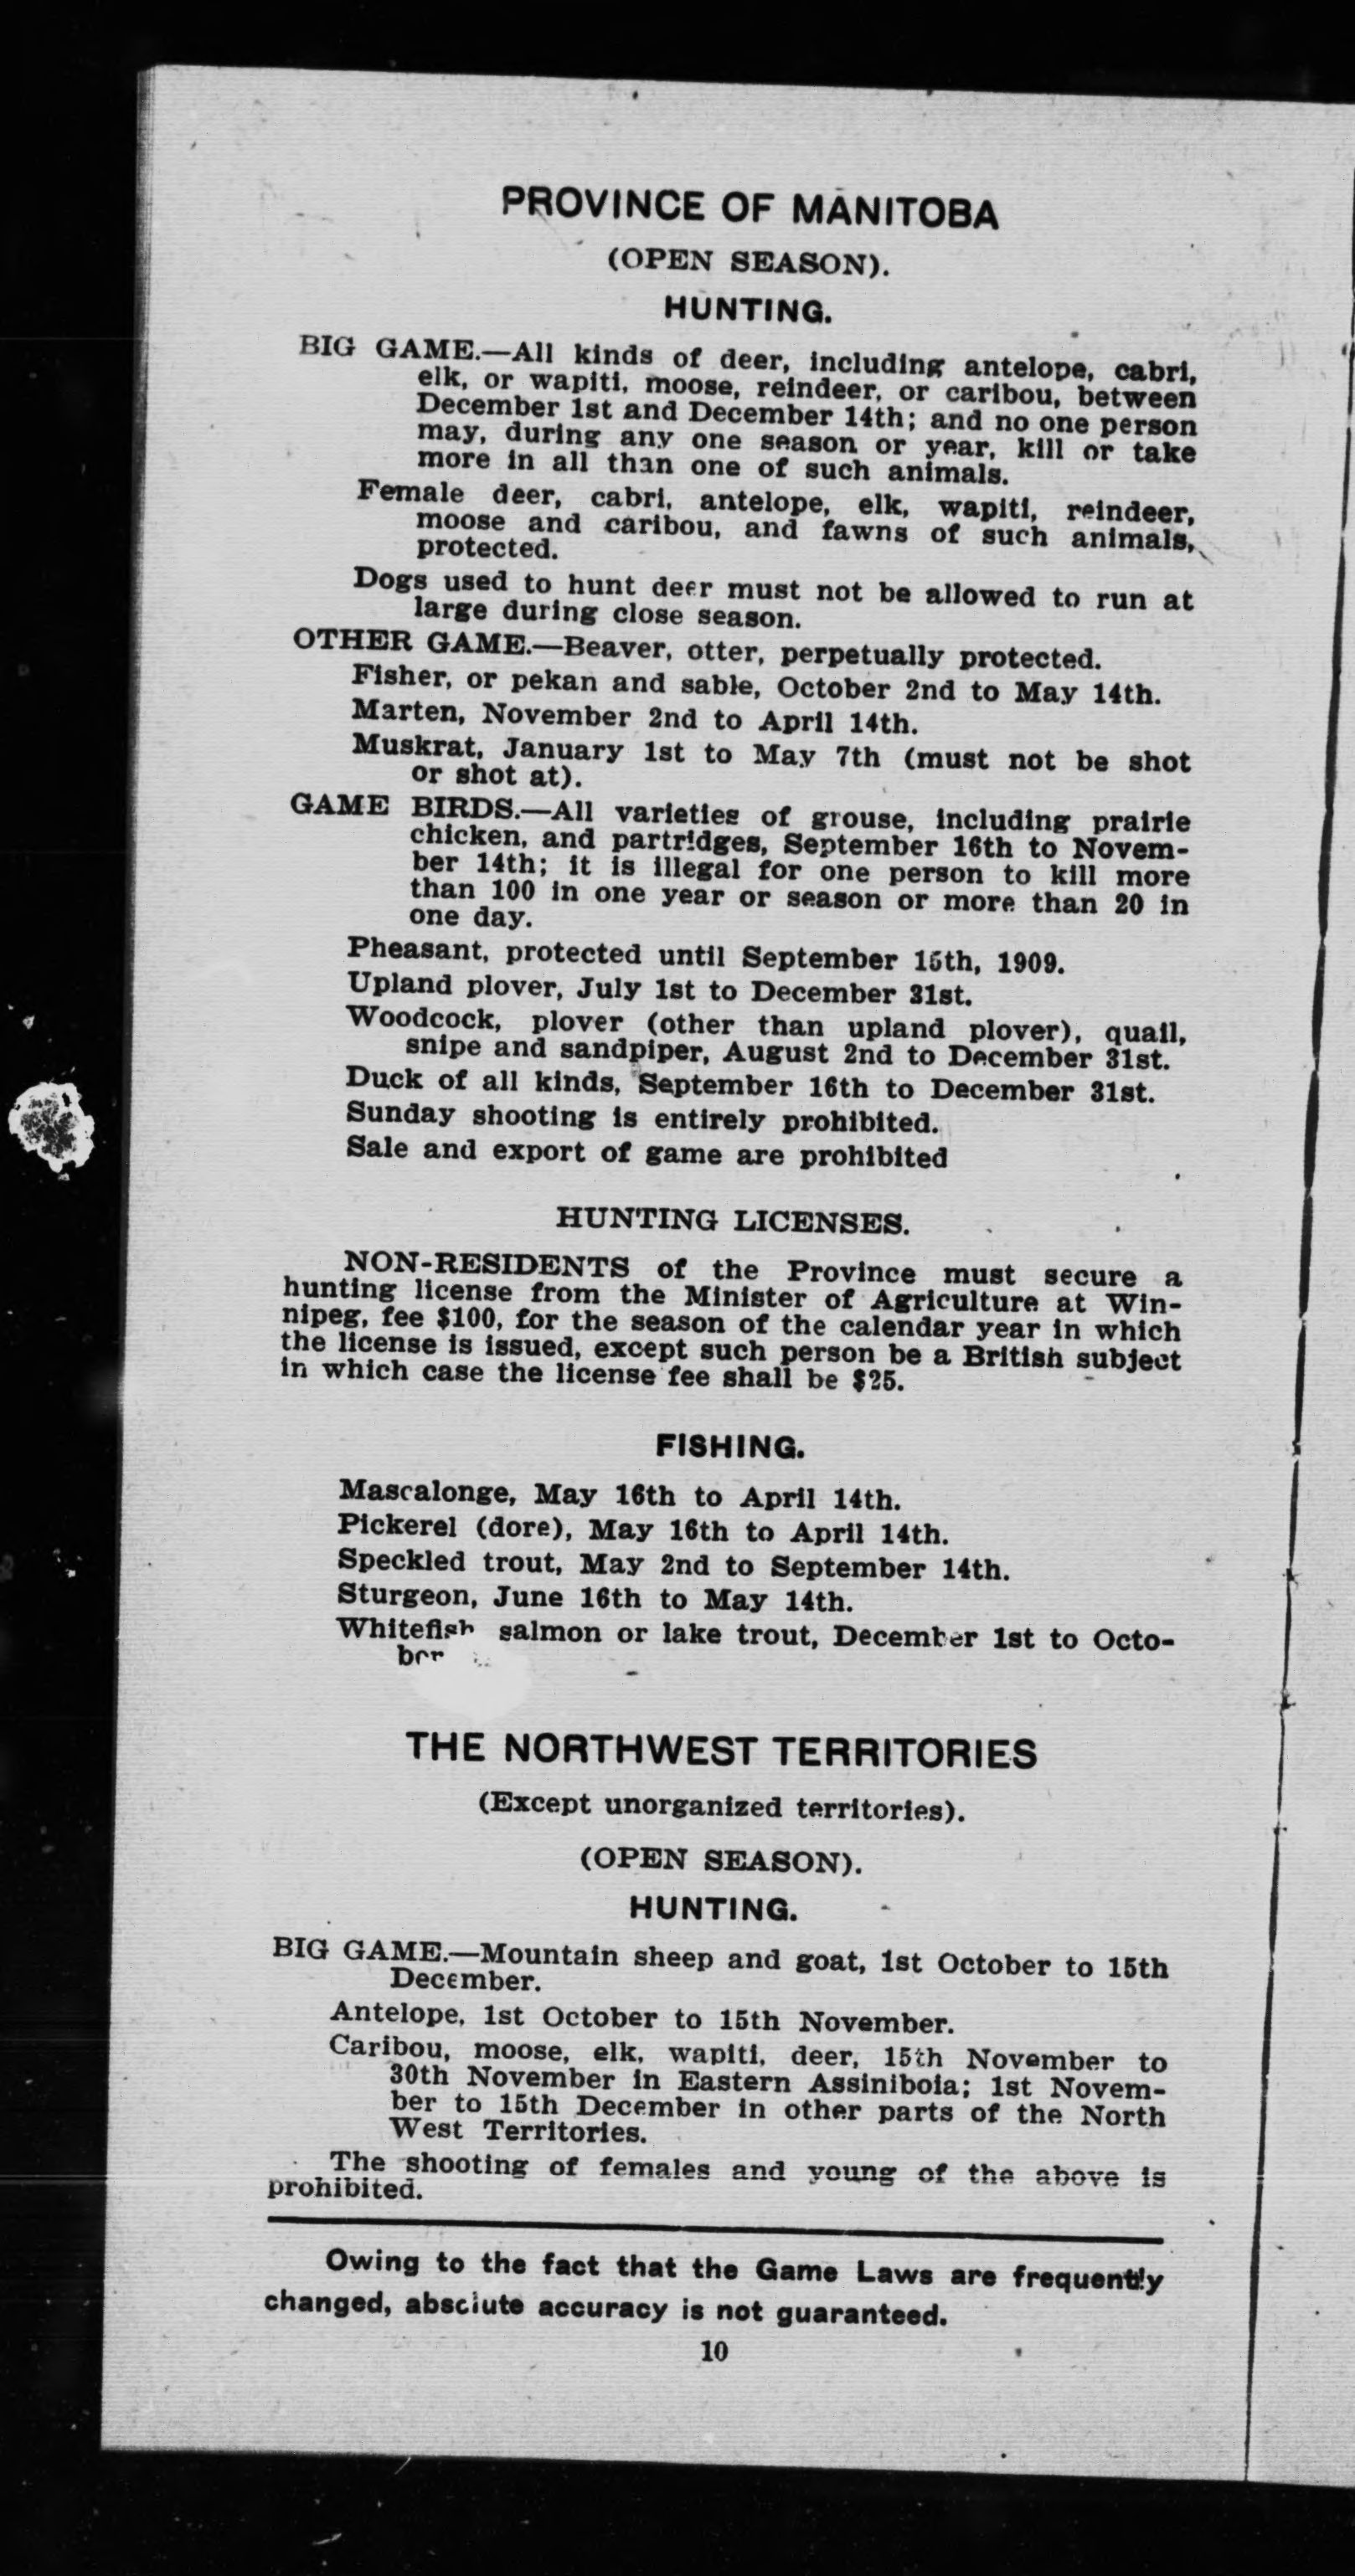 PROVINCE OF MANITOBA
(OPEN SEASON).
HUNTING.
BIG GAME.—All kinds of deer, including antelope, cabri,
elk, or wapiti, moose, reindeer, or caribou, between
December 1st and December 14th; and no one person
may, during any one season or year, kill or take
more in all than one of such animals.
Female deer, cabri, antelope, elk, wapiti, reindeer,
moose and caribou, and fawns of such animals,
protected.
Dogs used to hunt deer must not be allowed to run at
large during close season.
OTHER GAME.—Beaver, otter, perpetually protected.
Fisher, or pekan and sable, October 2nd to May 14th.
Marten, November 2nd to April 14th.
Muskrat, January 1st to May 7th (must not be shot
or shot at).
GAME BIRDS.—All varieties of grouse, including prairie
chicken, and partridges, September 16th to Novem-
ber 14th; it is illegal for one person to kill more
than 100 in one year or season or more than 20 in
one day.
Pheasant, protected until September 15th, 1909.
Upland plover, July 1st to December 31st.
Woodcock, plover (other than upland plover), quail,
snipe and sandpiper, August 2nd to December 31st.
Duck of all kinds, September 16th to December 31st.
Sunday shooting is entirely prohibited.
Sale and export of game are prohibited
HUNTING LICENSES.
NON-RESIDENTS of the Province must secure a
hunting license from the Minister of Agriculture at Win-
nipeg, fee $100, for the season of the calendar year in which
the license is issued, except such person be a British subject
in which case the license fee shall be $25.
FISHING.
Mascalonge, May 16th to April 14th.
Pickerel (dore), May 16th to April 14th.
Speckled trout, May 2nd to September 14th.
Sturgeon, June 16th to May 14th.
Whitefish salmon or lake trout, December 1st to Octo-
ber
THE NORTHWEST TERRITORIES
(Except unorganized territories).
(OPEN SEASON).
HUNTING.
BIG GAME.—Mountain sheep and goat, 1st October to 15th
December.
Antelope, 1st October to 15th November.
Caribou, moose, elk, wapiti, deer, 15th November to
30th November in Eastern Assiniboia; 1st Novem-
ber to 15th December in other parts of the North
West Territories.
The shooting of females and young of the above is
prohibited.
Owing to the fact that the Game Laws are frequently
changed, absolute accuracy is not guaranteed.
10